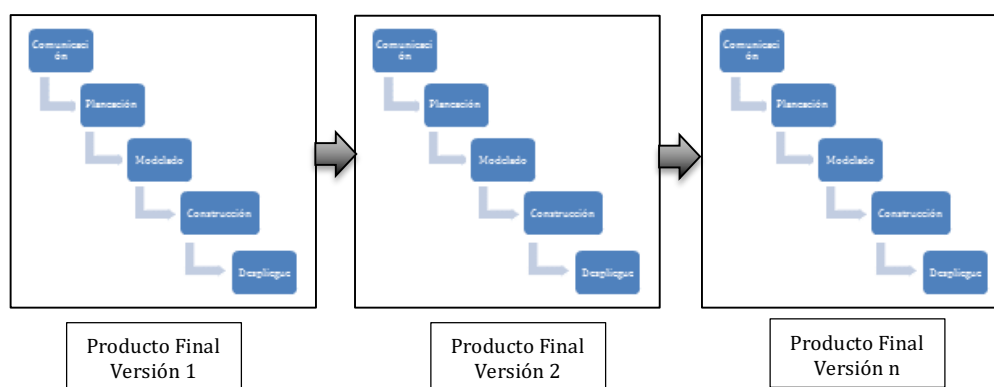 Comunicaci
ón
Planeación
Modelado
Construcción
Despliegue
Comunicaci
ón
Planeación
Modelado
Construcción
Despliegue
Comunicaci
ón
Planeación
Modelado
Construcción
Despliegue
Producto Final
Versión 1
Producto Final
Versión 2
Producto Final
Versión n